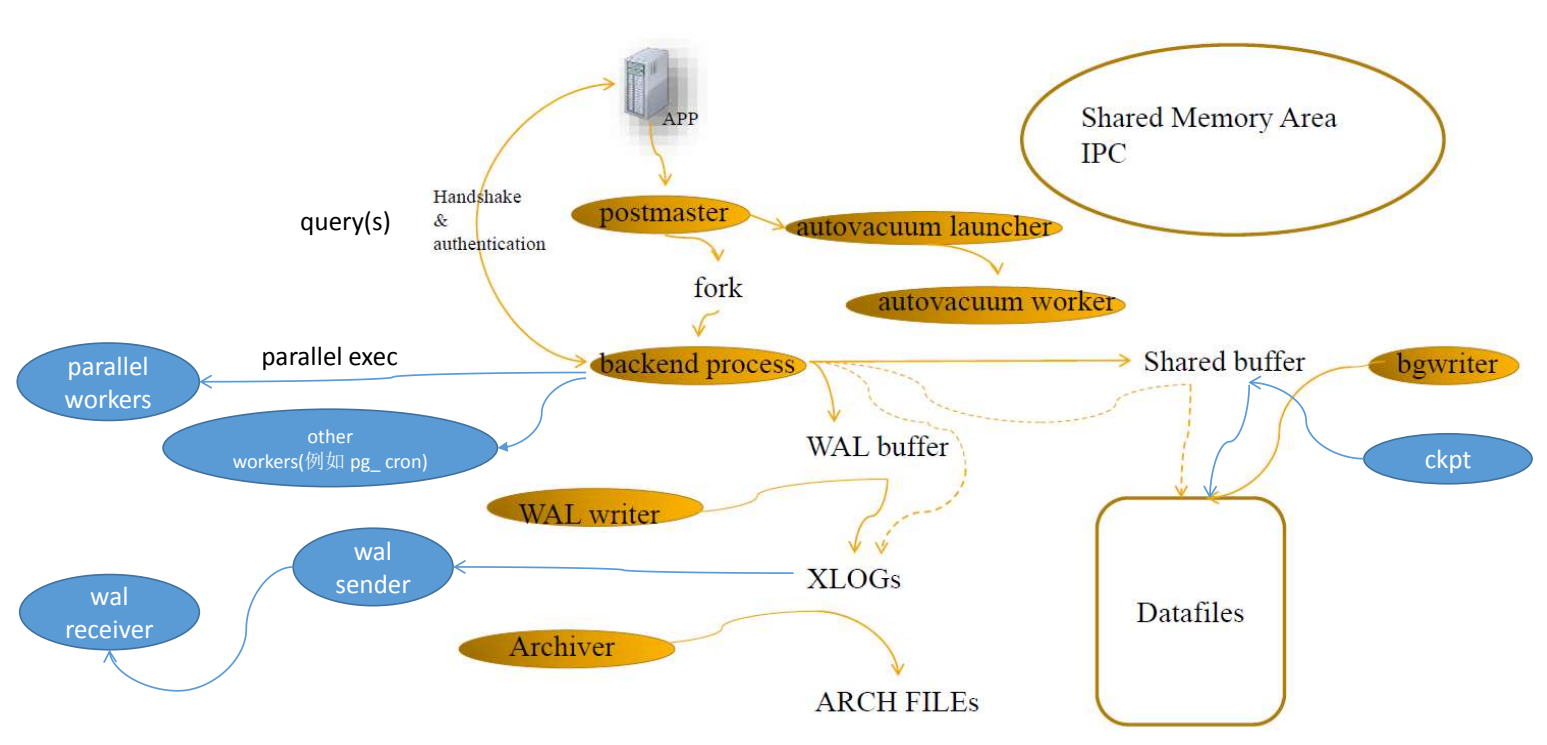 APP
Shared Memory Area
IPC
Handshake
&
authentication
query(s)
postmaster
autovacuum launcher
fork
autovacuum worker
parallel exec
backend process
Shared buffer
bgwriter
parallel
workers
other
workers(例如 pg_ cron)
WAL buffer
ckpt
WAL writer
wal
sender
XLOGs
wal
receiver
Datafiles
Archiver
ARCH FILEs